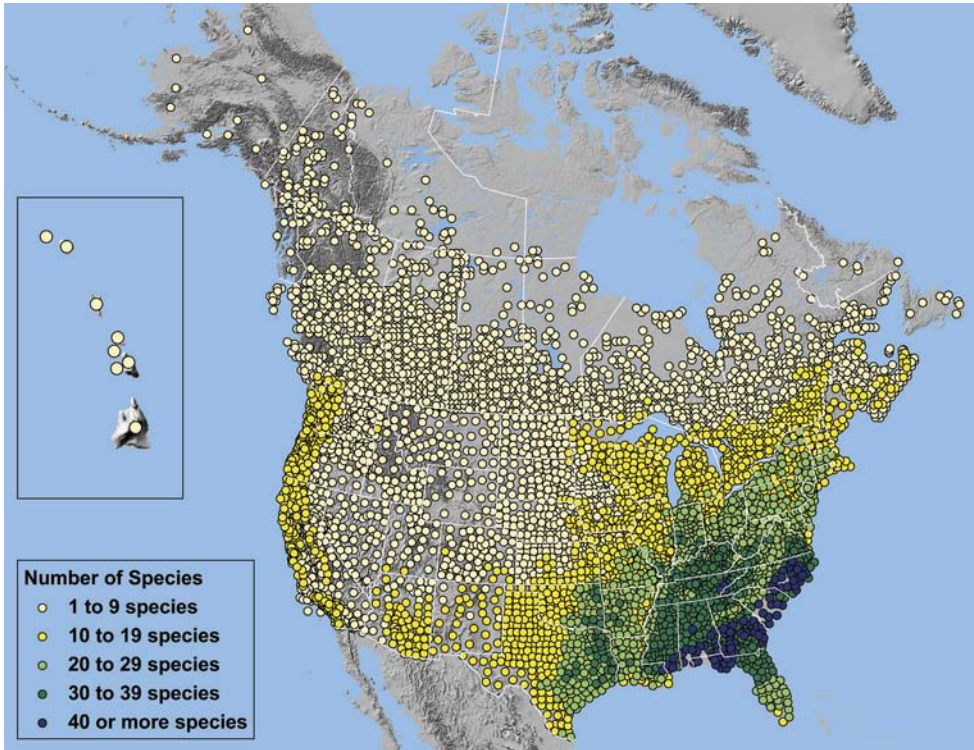 Number of Species
1 to 9 species
10 to 19 species
20 to 29 species
30 to 39 species
40 or more species